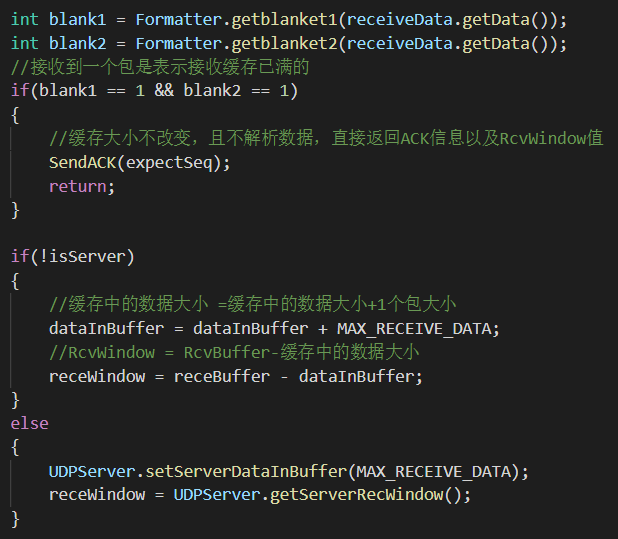 int blank1 = Formatter.getblanket1(receiveData.getData());
int blank2 = Formatter.getblanket2(receiveData.getData());
//接收到一个包是表示接收缓存已满的
if(blank1 == 1 && blank2 == 1)
{
    //缓存大小不改变，且不解析数据，直接返回ACK信息以及RcvWindow值
    SendACK(expectSeq);
    return;
}

if(!isServer)
{
    //缓存中的数据大小 =缓存中的数据大小+1个包大小
    dataInBuffer = dataInBuffer + MAX_RECEIVE_DATA;
    //RcvWindow = RcvBuffer-缓存中的数据大小
    receWindow = receBuffer - dataInBuffer;
}
else
{
    UDPServer.setServerDataInBuffer(MAX_RECEIVE_DATA);
    receWindow = UDPServer.getServerRecWindow();
}